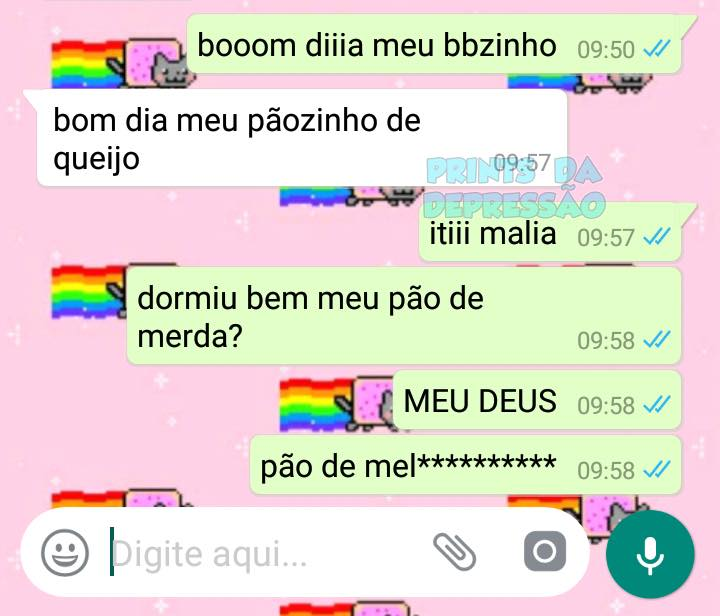 booom diiia meu bbzinho 09:50
bom dia meu pãozinho de
queijo 09:57
PRINTS DA
DEPRESSÃO
itiii malia 09:57
dormiu bem meu pão de
merda? 09:58
MEU DEUS 09:58
pão de mel********** 09:58
Digite aqui...